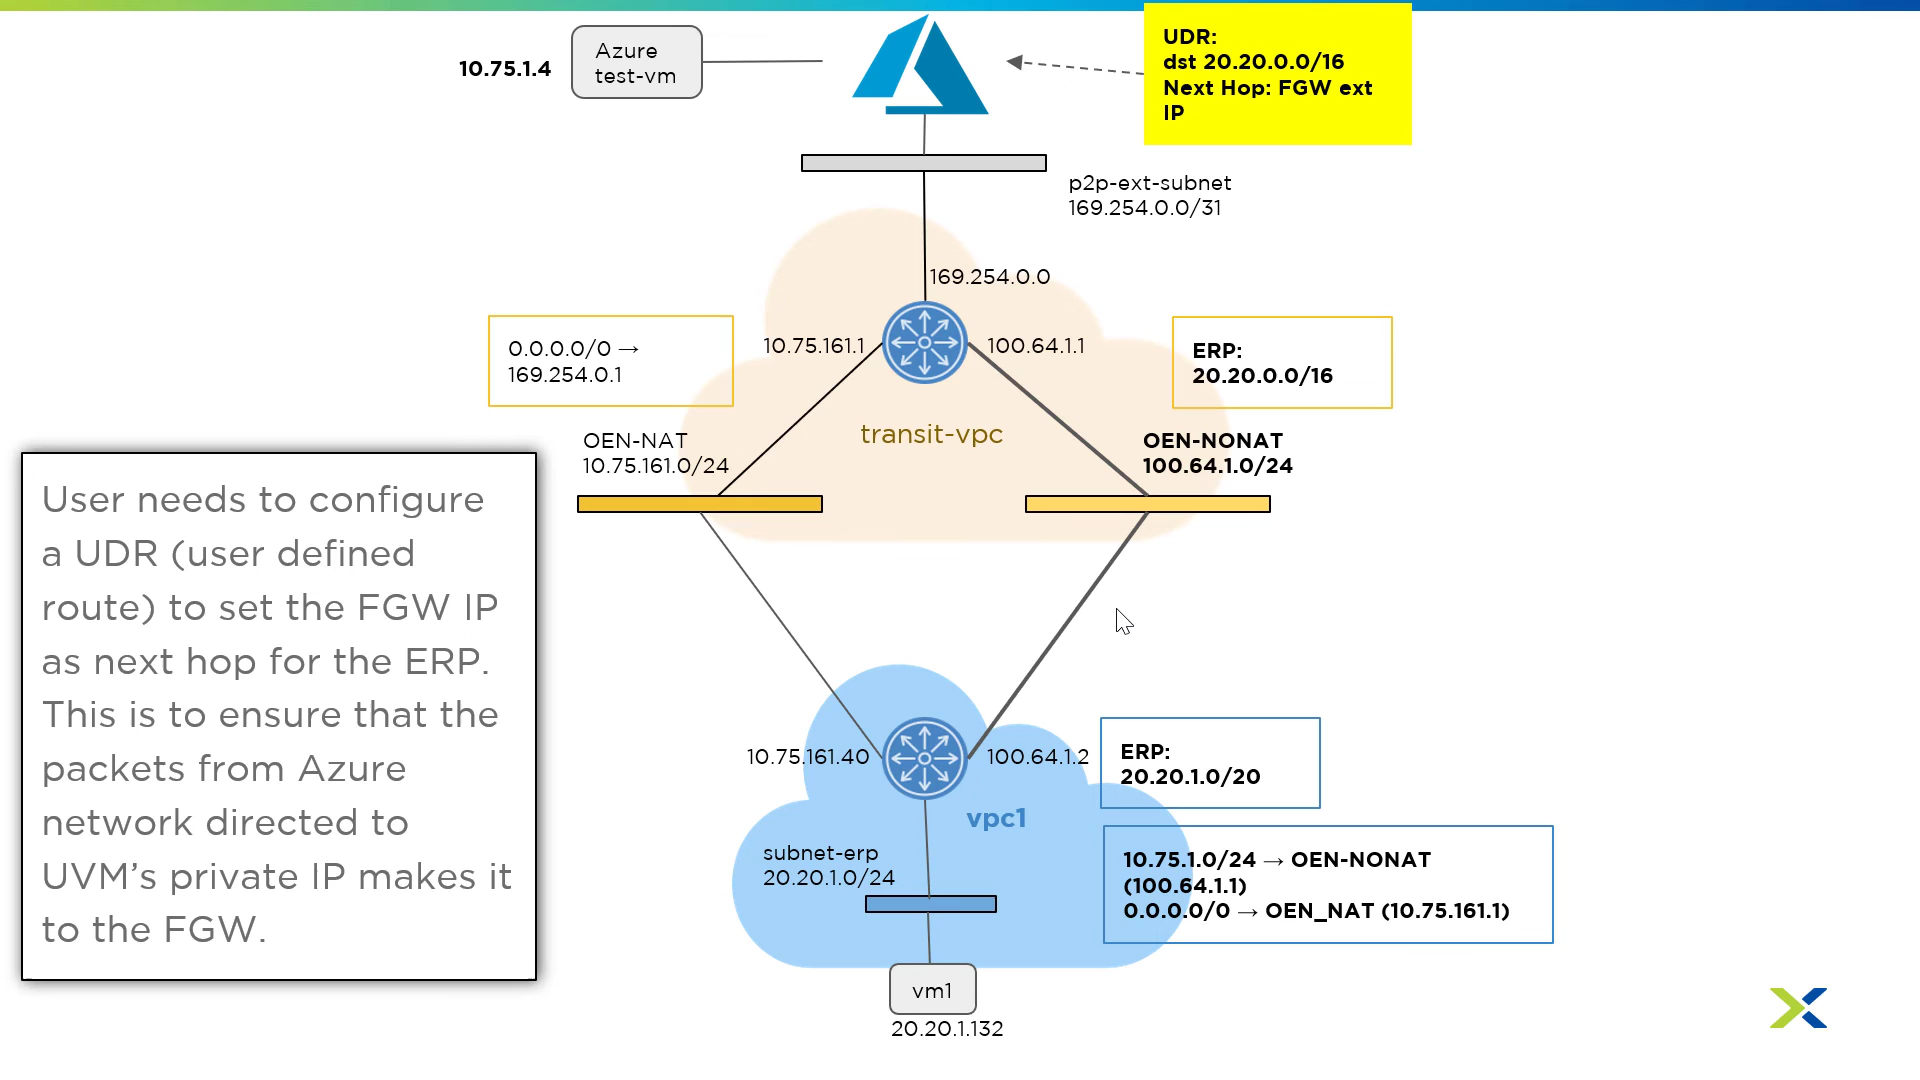 10.75.1.4
Azure
test-vm
UDR:
dst 20.20.0.0/16
Next Hop: FGW ext
IP
p2p-ext-subnet
169.254.0.0/31
169.254.0.0
0.0.0.0/0 →
169.254.0.1
10.75.161.1
100.64.1.1
ERP:
20.20.0.0/16
transit-vpc
OEN-NAT
10.75.161.0/24
OEN-NONAT
100.64.1.0/24
User needs to configure
a UDR (user defined
route) to set the FGW IP
as next hop for the ERP.
This is to ensure that the
packets from Azure
network directed to
UVM’s private IP makes it
to the FGW.
10.75.161.40
100.64.1.2
ERP:
20.20.1.0/20
vpc1
subnet-erp
20.20.1.0/24
10.75.1.0/24 → OEN-NONAT
(100.64.1.1)
0.0.0.0/0 → OEN_NAT (10.75.161.1)
vm1
20.20.1.132